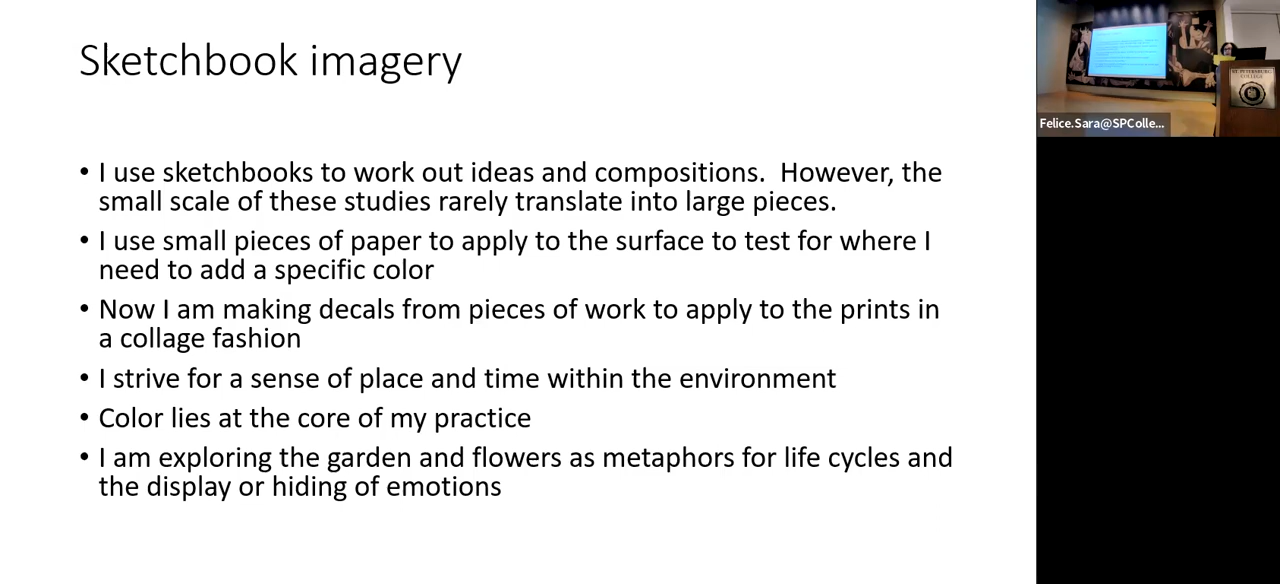 Sketchbook imagery
• I use sketchbooks to work out ideas and compositions.  However, the
small scale of these studies rarely translate into large pieces.
• I use small pieces of paper to apply to the surface to test for where I
need to add a specific color
• Now I am making decals from pieces of work to apply to the prints in
a collage fashion
• I strive for a sense of place and time within the environment
• Color lies at the core of my practice
• I am exploring the garden and flowers as metaphors for life cycles and
the display or hiding of emotions
ST. PETERSBURG
COLLEGE
Felice.Sara@SPColle...